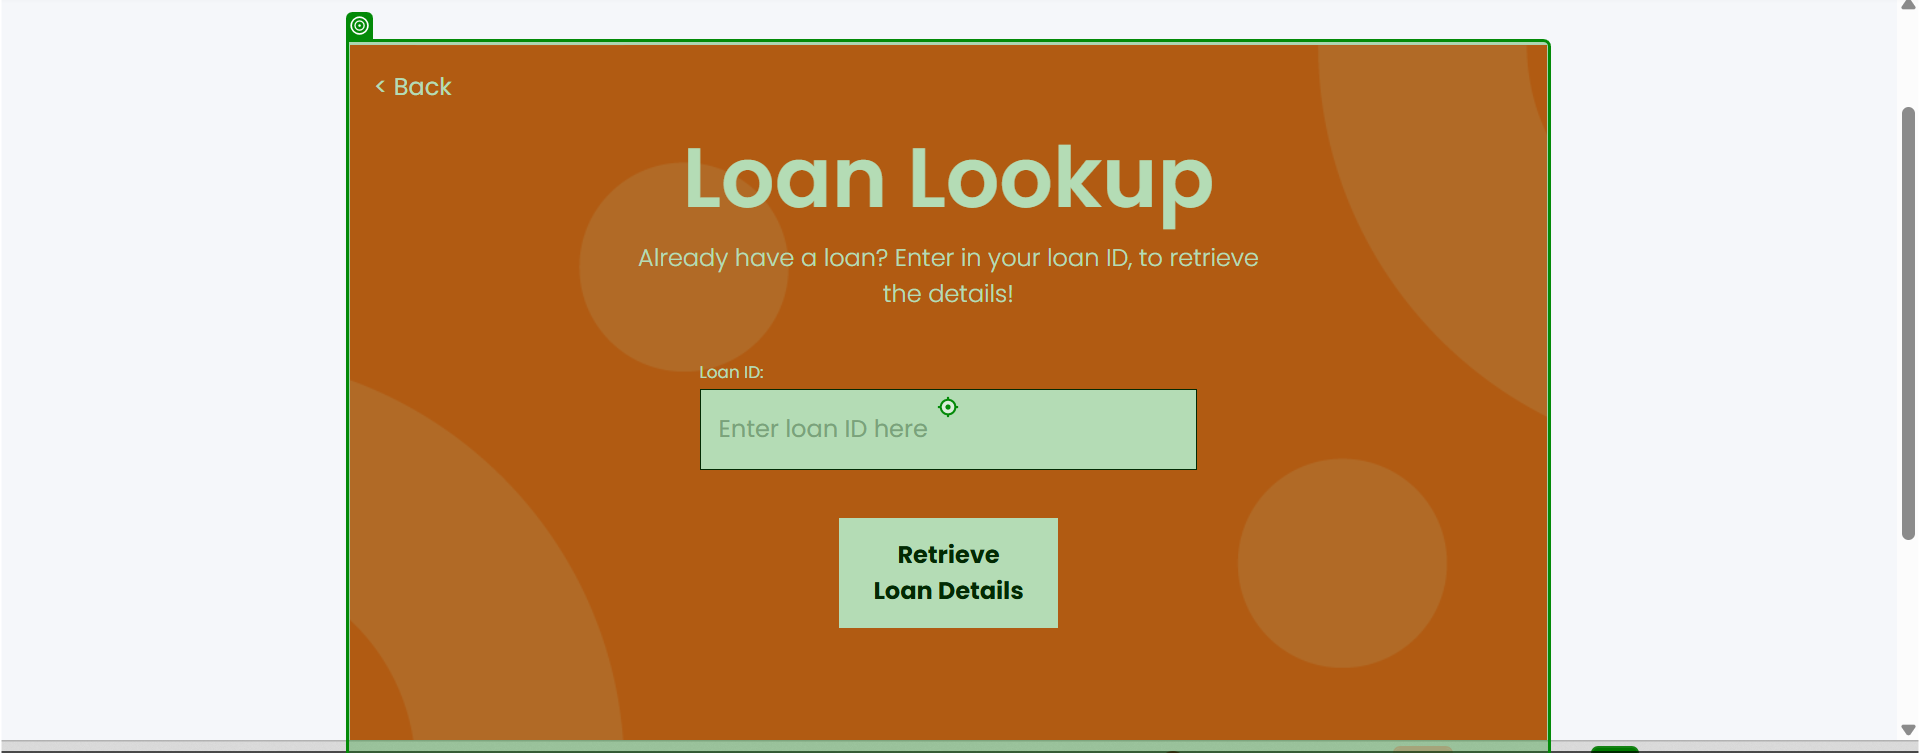 < Back
Loan Lookup
Already have a loan? Enter in your loan ID, to retrieve
the details!
Loan ID:
Enter loan ID here
Retrieve
Loan Details